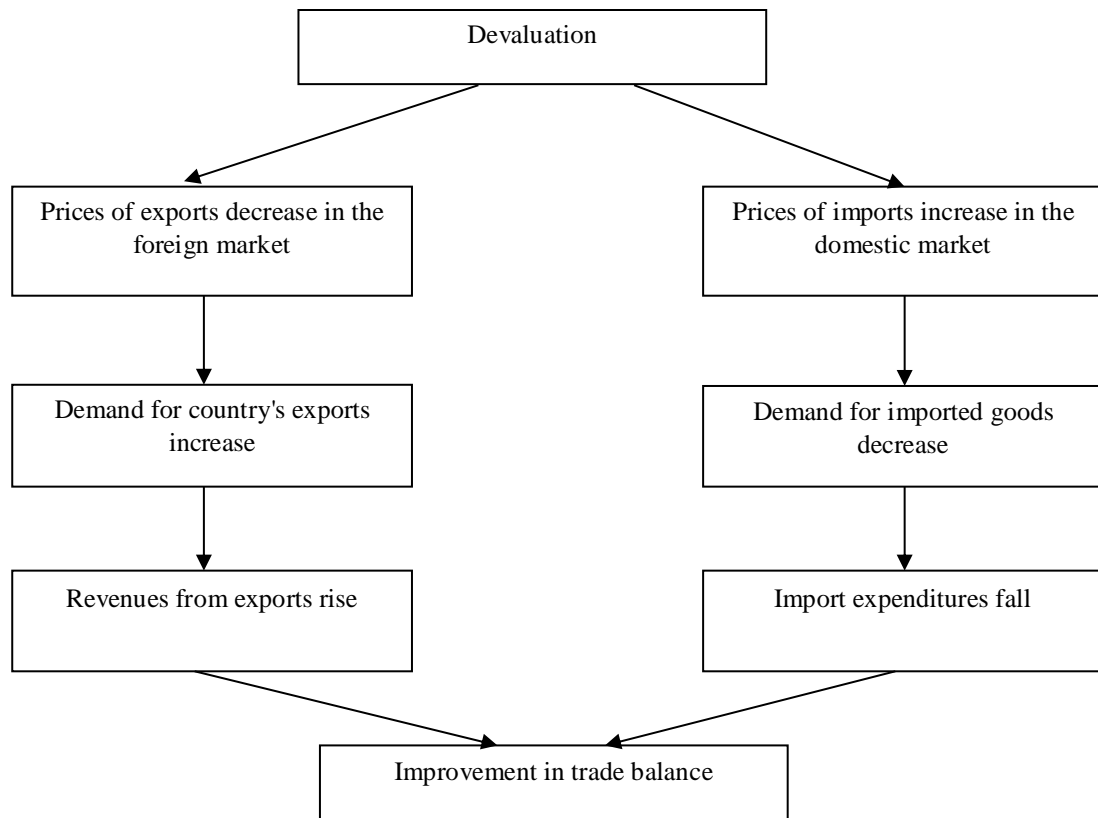 Devaluation
Prices of exports decrease in the
foreign market
Prices of imports increase in the
domestic market
Demand for country's exports
increase
Demand for imported goods
decrease
Revenues from exports rise
Import expenditures fall
Improvement in trade balance